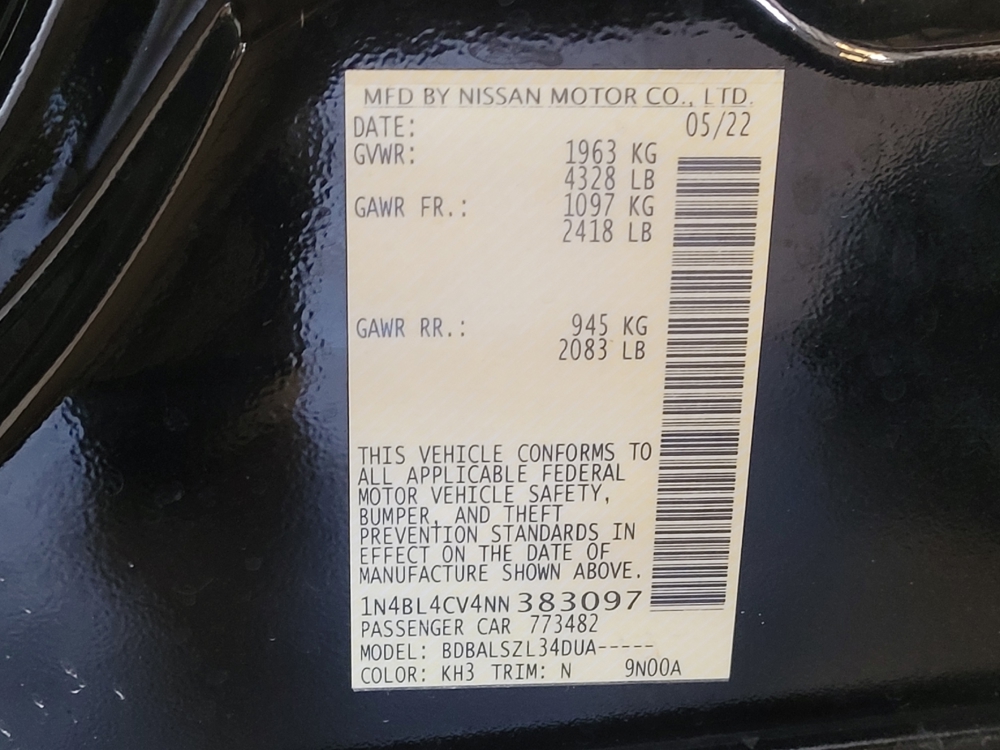 MFD BY NISSAN MOTOR CO., LTD.
DATE: 05/22
GVWR: 1963 KG
4328 LB
GAWR FR.: 1097 KG
2418 LB
GAWR RR.: 945 KG
2083 LB
THIS VEHICLE CONFORMS TO
ALL APPLICABLE FEDERAL
MOTOR VEHICLE SAFETY,
BUMPER, AND THEFT
PREVENTION STANDARDS IN
EFFECT ON THE DATE OF
MANUFACTURE SHOWN ABOVE.
1N4BL4CV4NN383097
PASSENGER CAR 773482
MODEL: BDBALSZL34DUA-----
COLOR: KH3 TRIM: N 9N00A